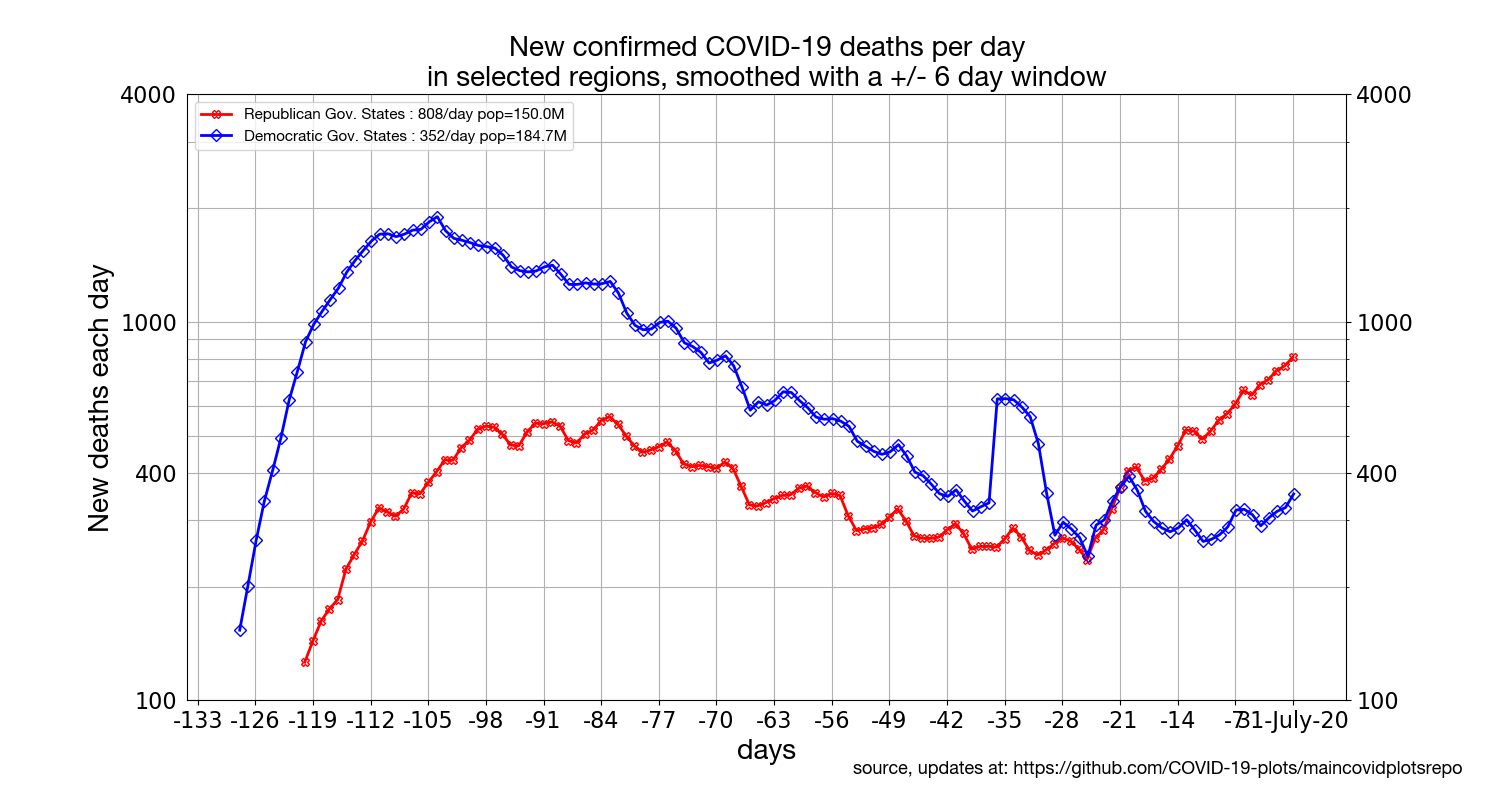 New confirmed COVID-19 deaths per day
in selected regions, smoothed with a +/- 6 day window
4000 4000
Republican Gov. States : 808/day pop=150.0M
Democratic Gov. States : 352/day pop=184.7M
1000 1000
New deaths each day
400 400
100 100
-133 -126 -119 -112 -105 -98 -91 -84 -77 -70 -63 -56 -49 -42 -35 -28 -21 -14 -7 31-July-20
days
source, updates at: https://github.com/COVID-19-plots/maincovidplotsrepo